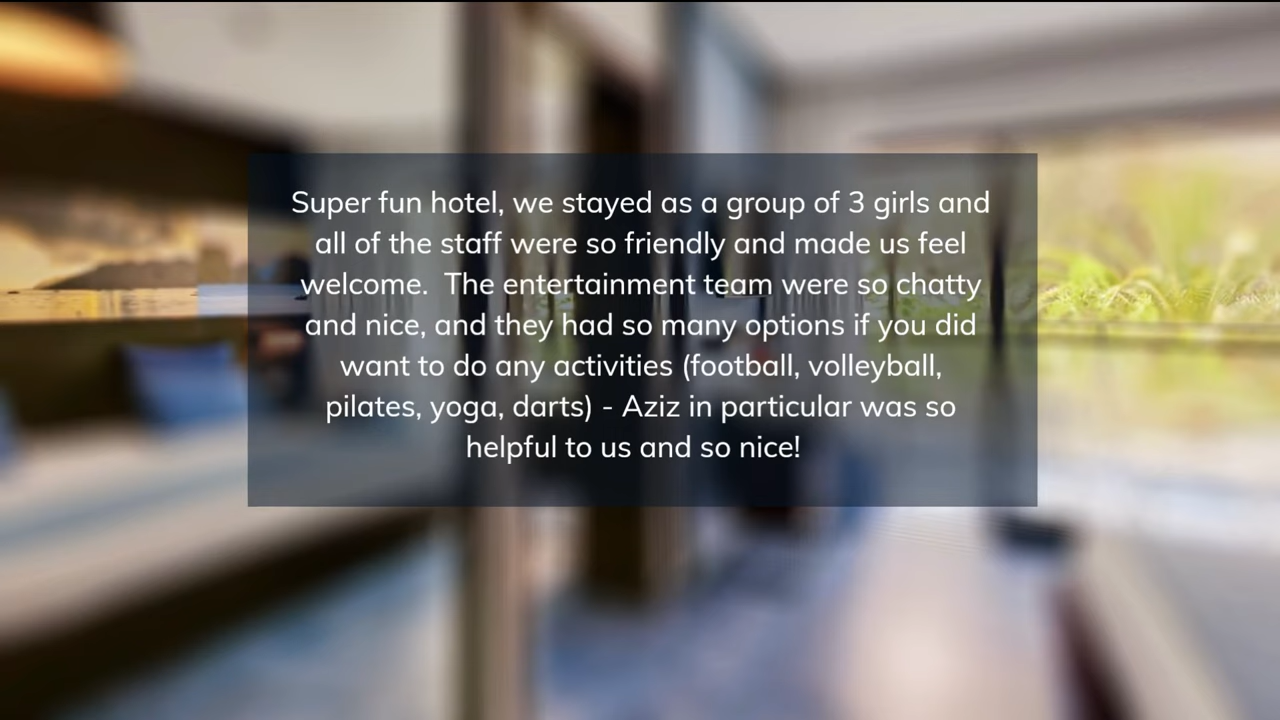 Super fun hotel, we stayed as a group of 3 girls and
all of the staff were so friendly and made us feel
welcome.  The entertainment team were so chatty
and nice, and they had so many options if you did
want to do any activities (football, volleyball,
pilates, yoga, darts) - Aziz in particular was so
helpful to us and so nice!